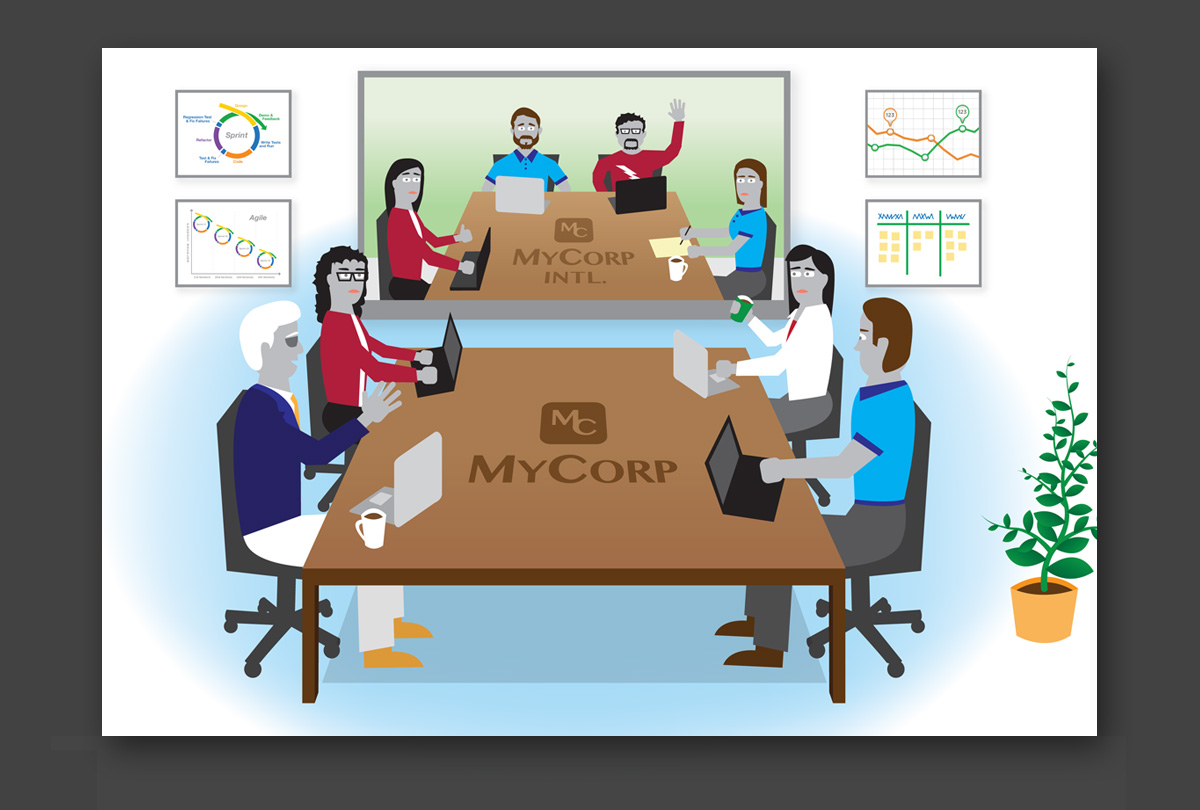 Design
Regression Test
& Fix Failures
Demo &
Feedback
Sprint
Refactor
Write Tests
and Run
Test & Fix
Failures
Code
Agile
123
123
MC
MYCORP
INTL.
MC
MYCORP